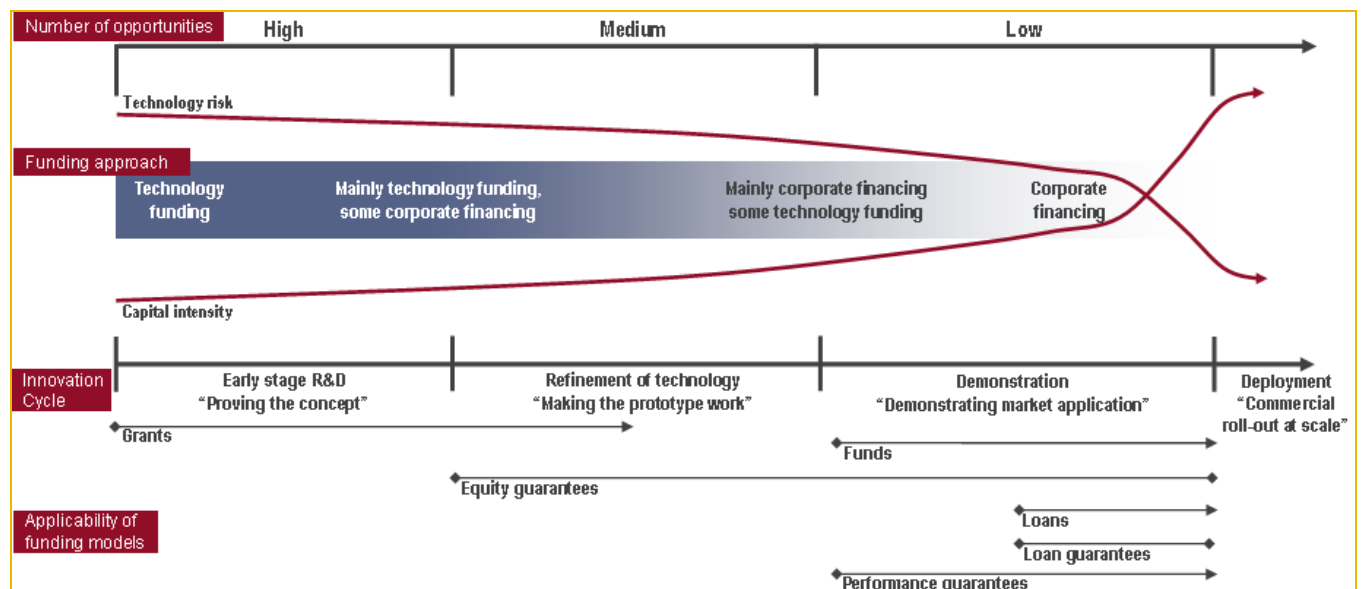 Number of opportunities
High
Medium
Low
Technology risk
Funding approach
Technology
funding
Mainly technology funding,
some corporate financing
Mainly corporate financing
some technology funding
Corporate
financing
Capital intensity
Innovation
Cycle
Early stage R&D
“Proving the concept”
Refinement of technology
“Making the prototype work”
Demonstration
“Demonstrating market application”
Deployment
“Commercial
roll-out at scale”
Grants
Funds
Equity guarantees
Applicability of
funding models
Loans
Loan guarantees
Performance guarantees